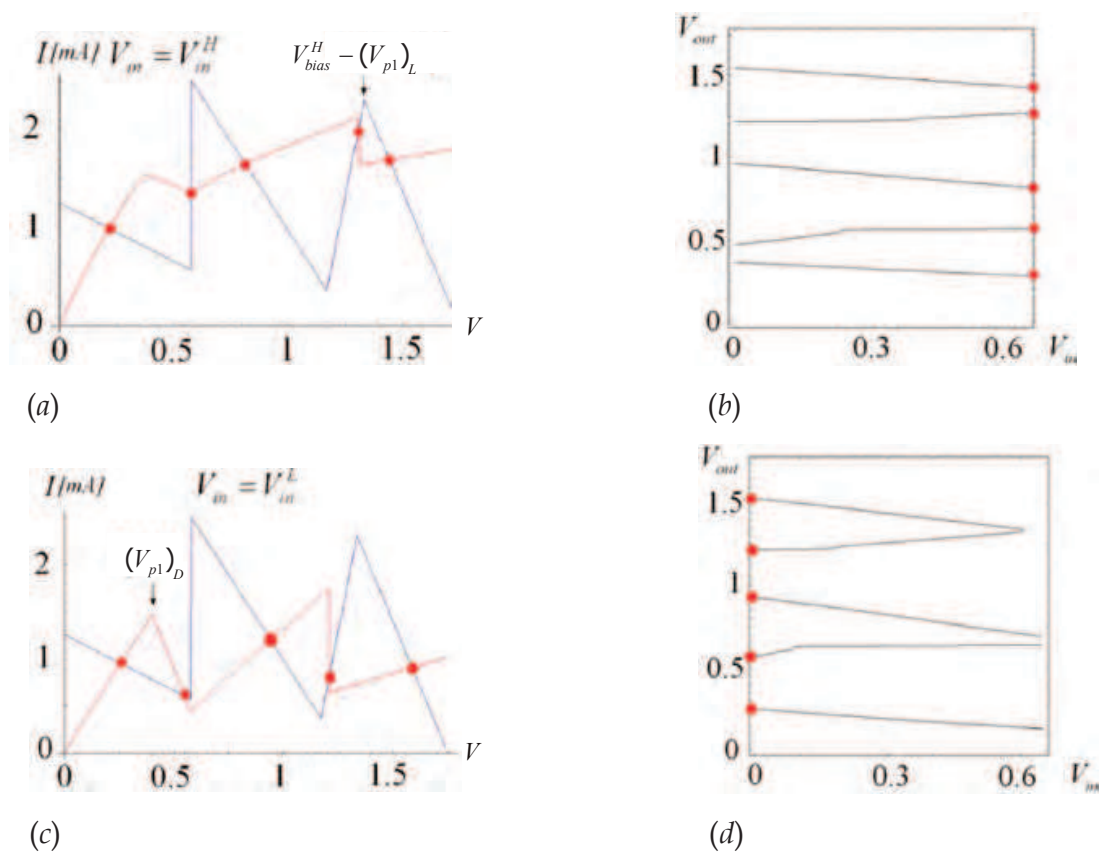 I[mA] V_in = V_in^H
V_bias^H − (V_p1)_L
2
1
0
0 0.5 1 1.5 V
(a)
V_out
1.5
1
0.5
0
0 0.3 0.6 V_in
(b)
I[mA] V_in = V_in^L
(V_p1)_D
2
1
0
0 0.5 1 1.5 V
(c)
V_out
1.5
1
0.5
0
0 0.3 0.6 V_in
(d)